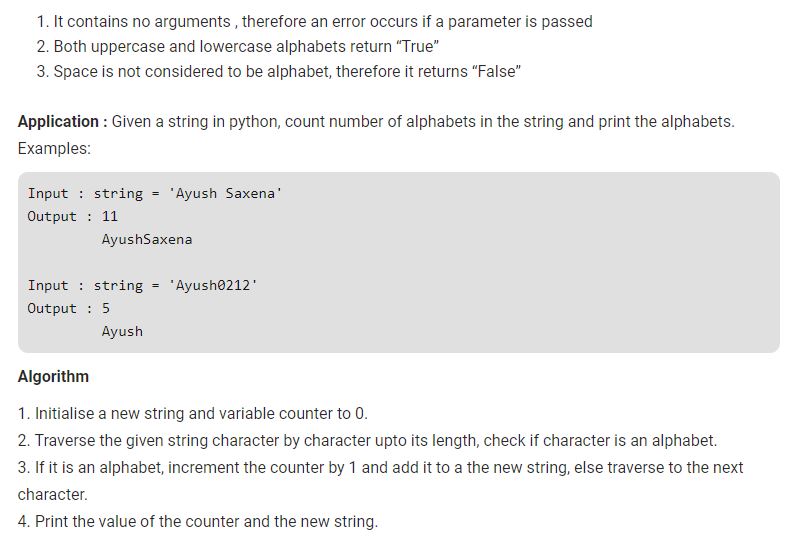 1. It contains no arguments , therefore an error occurs if a parameter is passed
2. Both uppercase and lowercase alphabets return “True”
3. Space is not considered to be alphabet, therefore it returns “False”
Application : Given a string in python, count number of alphabets in the string and print the alphabets.
Examples:
Input : string = 'Ayush Saxena'
Output : 11
AyushSaxena
Input : string = 'Ayush0212'
Output : 5
Ayush
Algorithm
1. Initialise a new string and variable counter to 0.
2. Traverse the given string character by character upto its length, check if character is an alphabet.
3. If it is an alphabet, increment the counter by 1 and add it to a the new string, else traverse to the next
character.
4. Print the value of the counter and the new string.